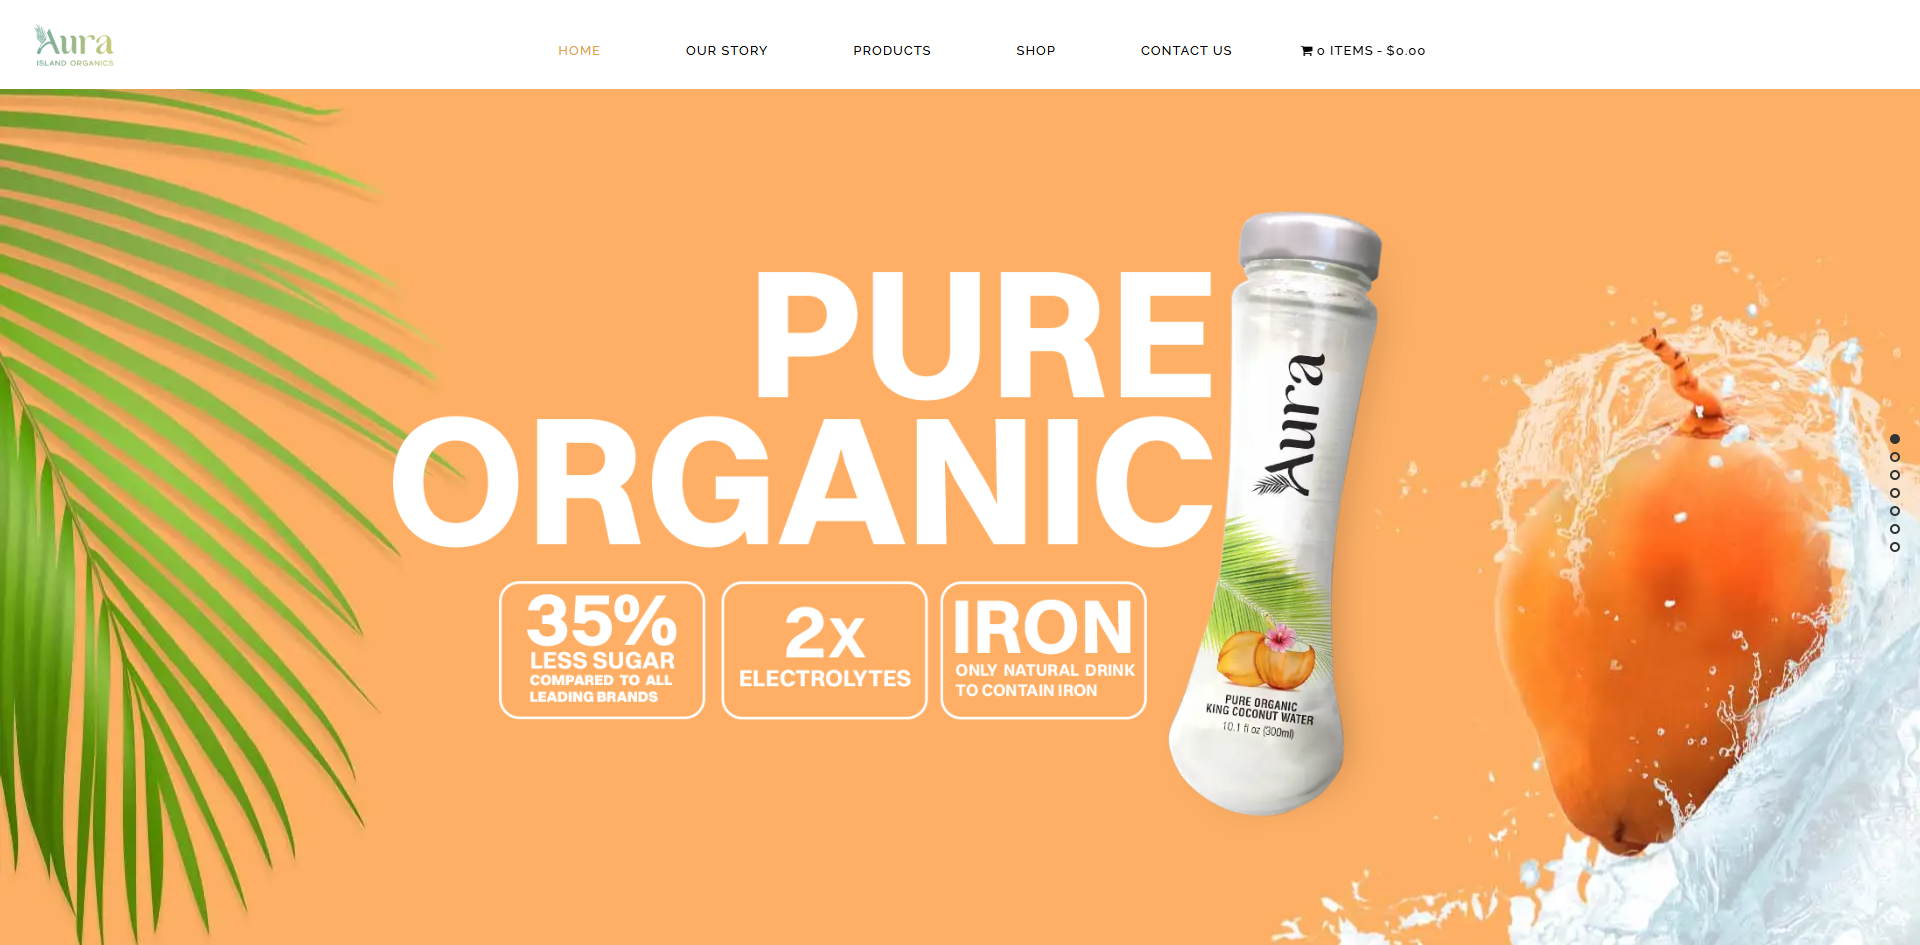 Aura
ISLAND ORGANICS
HOME
OUR STORY
PRODUCTS
SHOP
CONTACT US
0 ITEMS - $0.00
PURE
ORGANIC
35%
LESS SUGAR
COMPARED TO ALL
LEADING BRANDS
2x
ELECTROLYTES
IRON
ONLY NATURAL DRINK
TO CONTAIN IRON
Aura
PURE ORGANIC
KING COCONUT WATER
10.1 fl oz (300ml)